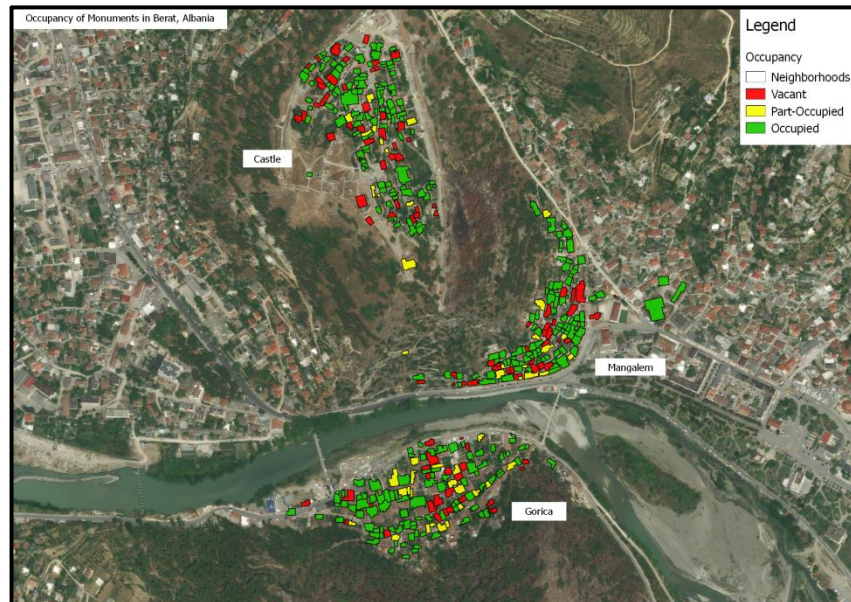 Occupancy of Monuments in Berat, Albania
Legend
Occupancy
Neighborhoods
Vacant
Part-Occupied
Occupied
Castle
Mangalem
Gorica